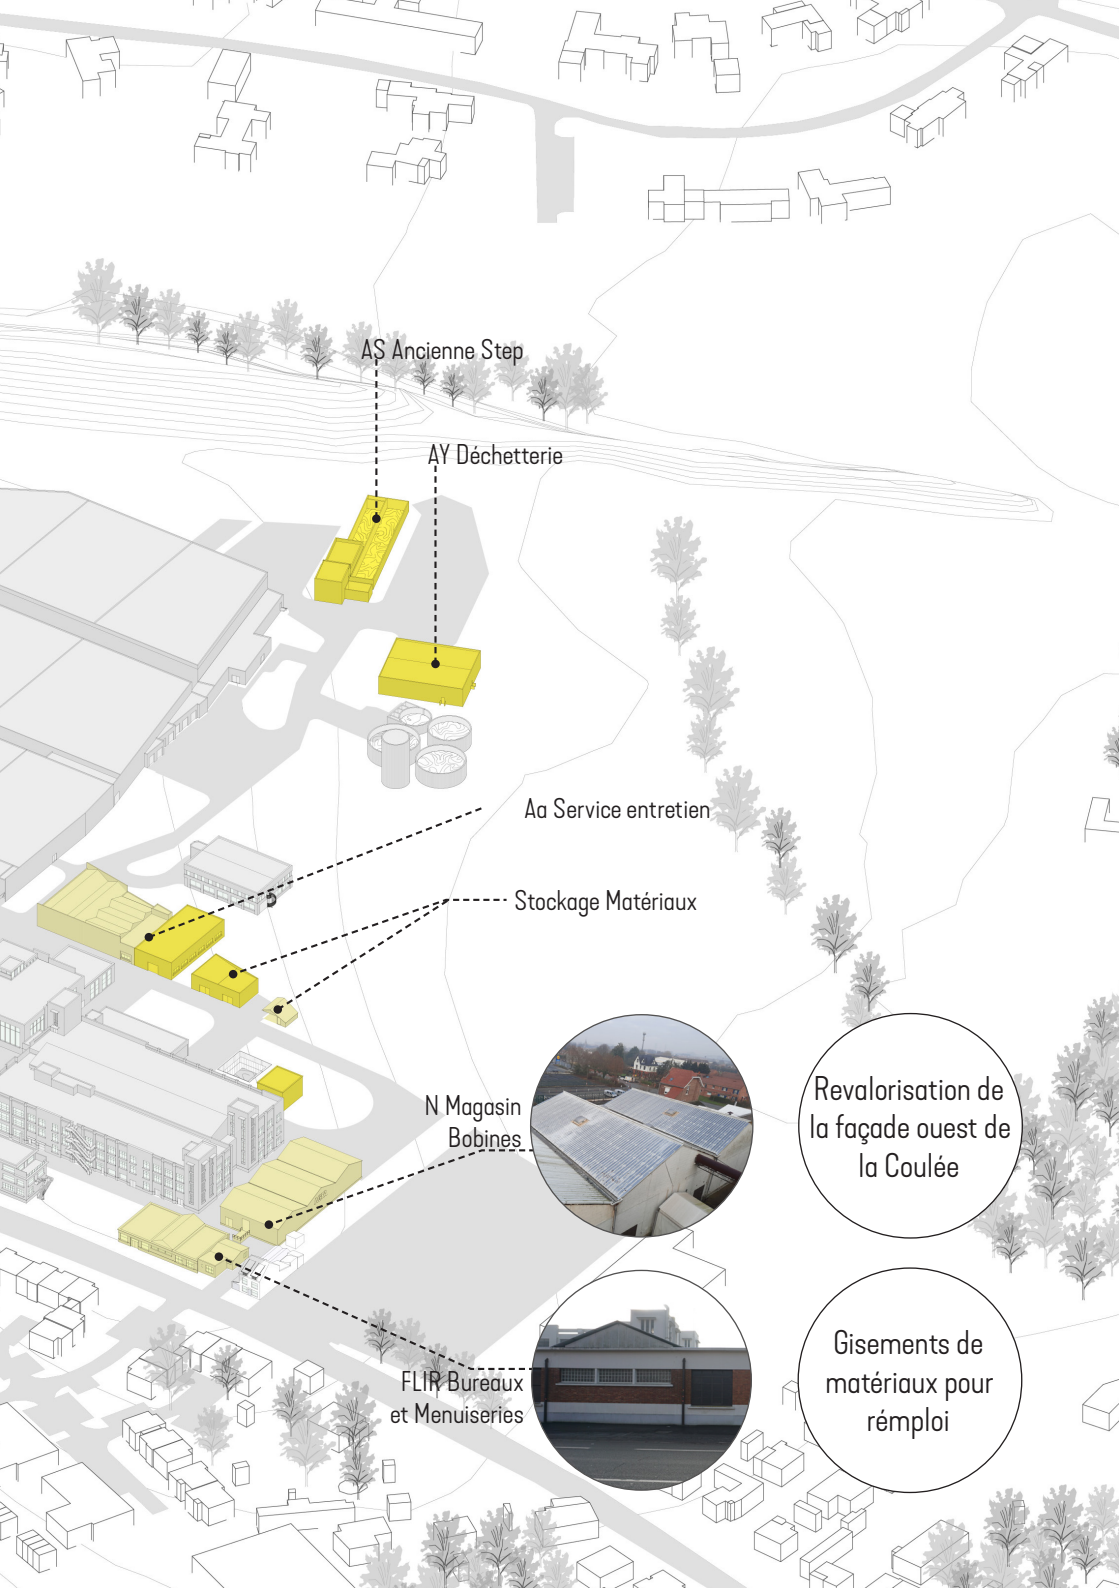 AS Ancienne Step
AY Déchetterie
Aa Service entretien
Stockage Matériaux
N Magasin
Bobines
Revalorisation de
la façade ouest de
la Coulée
FLIR Bureaux
et Menuiseries
Gisements de
matériaux pour
rémploi